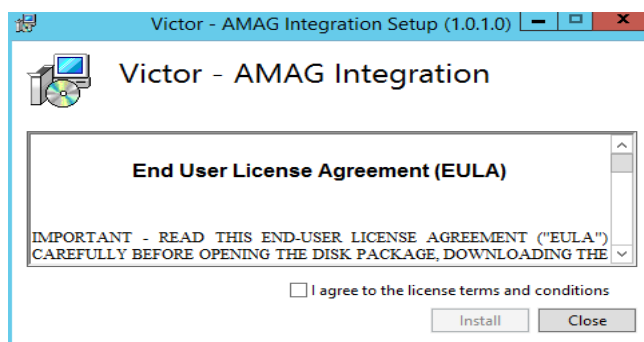 Victor - AMAG Integration Setup (1.0.1.0)
Victor - AMAG Integration
End User License Agreement (EULA)
IMPORTANT - READ THIS END-USER LICENSE AGREEMENT ("EULA")
CAREFULLY BEFORE OPENING THE DISK PACKAGE, DOWNLOADING THE
I agree to the license terms and conditions
Install
Close